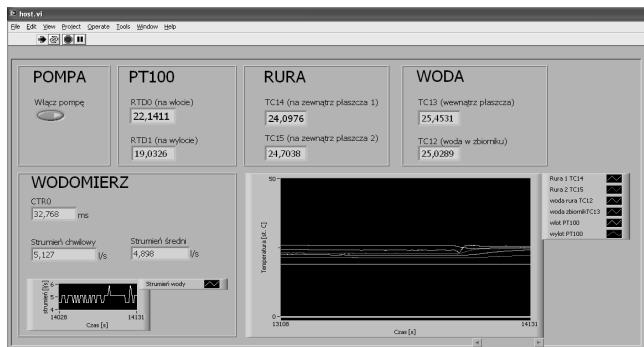 host.vi
File Edit View Project Operate Tools Window Help
POMPA
Włącz pompę
PT100
RTD0 (na wlocie)
22,1411
RTD1 (na wylocie)
19,0326
RURA
TC14 (na zewnątrz płaszcza 1)
24,0976
TC15 (na zewnątrz płaszcza 2)
24,7038
WODA
TC13 (wewnątrz płaszcza)
25,4531
TC12 (woda w zbiorniku)
25,0289
WODOMIERZ
CTR0
32,768 ms
Strumień chwilowy
5,127 l/s
Strumień średni
4,898 l/s
Strumień wody
strumień [l/s]
6
5
4
14028 14131
Czas [s]
Temperatura [st. C]
50
0
13108 14131
Czas [s]
Rura 1 TC14
Rura 2 TC15
woda rura TC12
woda zbiornikTC13
wlot PT100
wylot PT100